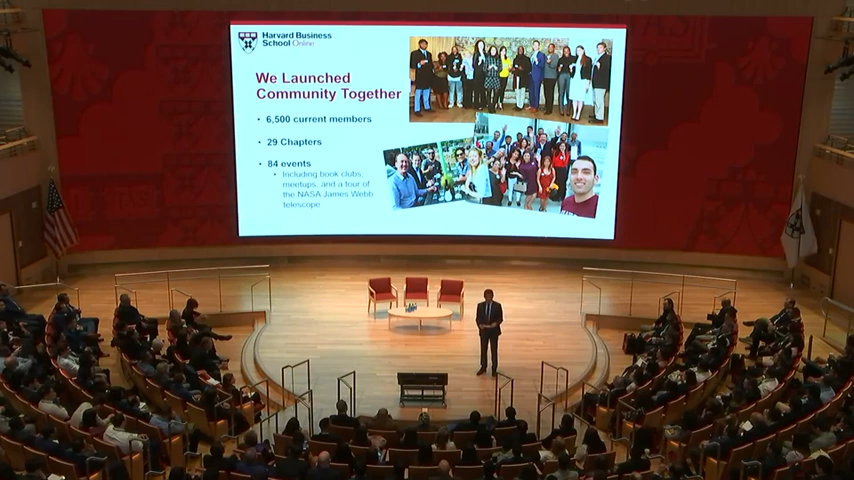 Harvard Business
School Online
We Launched
Community Together
• 6,500 current members
• 29 Chapters
• 84 events
• Including book clubs,
meetups, and a tour of
the NASA James Webb
telescope